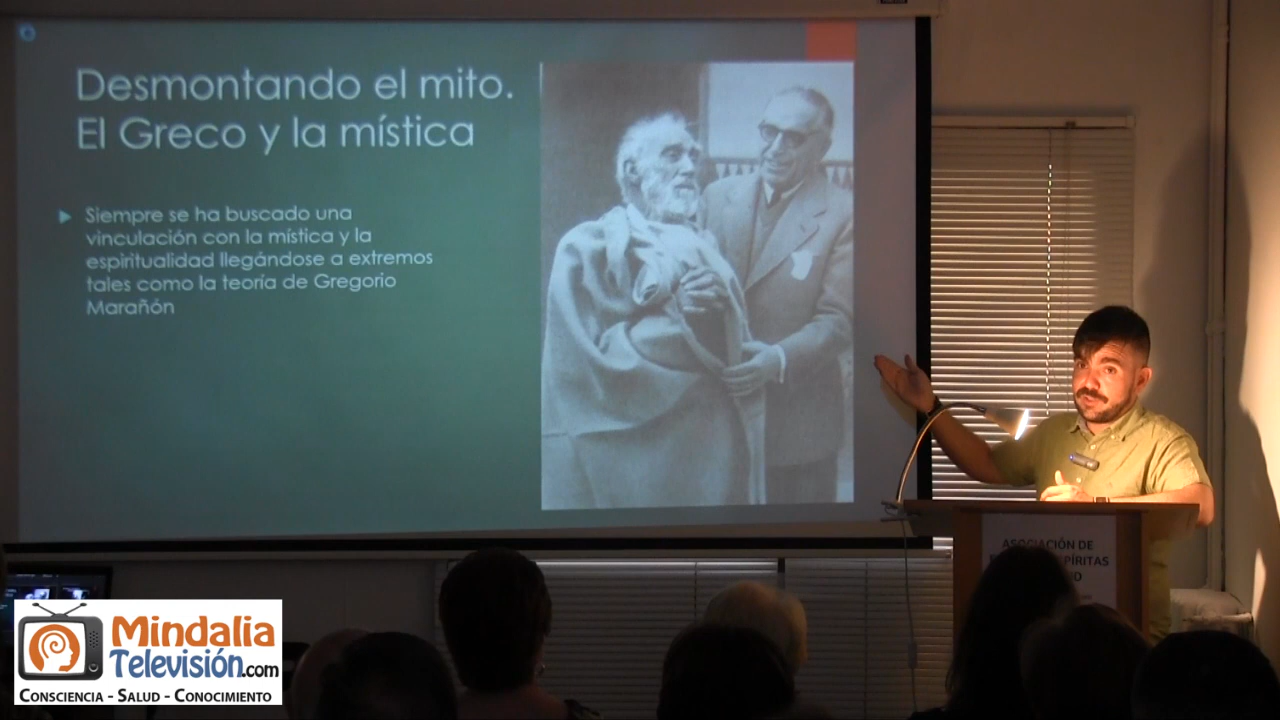 Desmontando el mito.
El Greco y la mística
Siempre se ha buscado una
vinculación con la mística y la
espiritualidad llegándose a extremos
tales como la teoría de Gregorio
Marañón
ASOCIACIÓN DE
Mindalia
Televisión.com
CONSCIENCIA - SALUD - CONOCIMIENTO